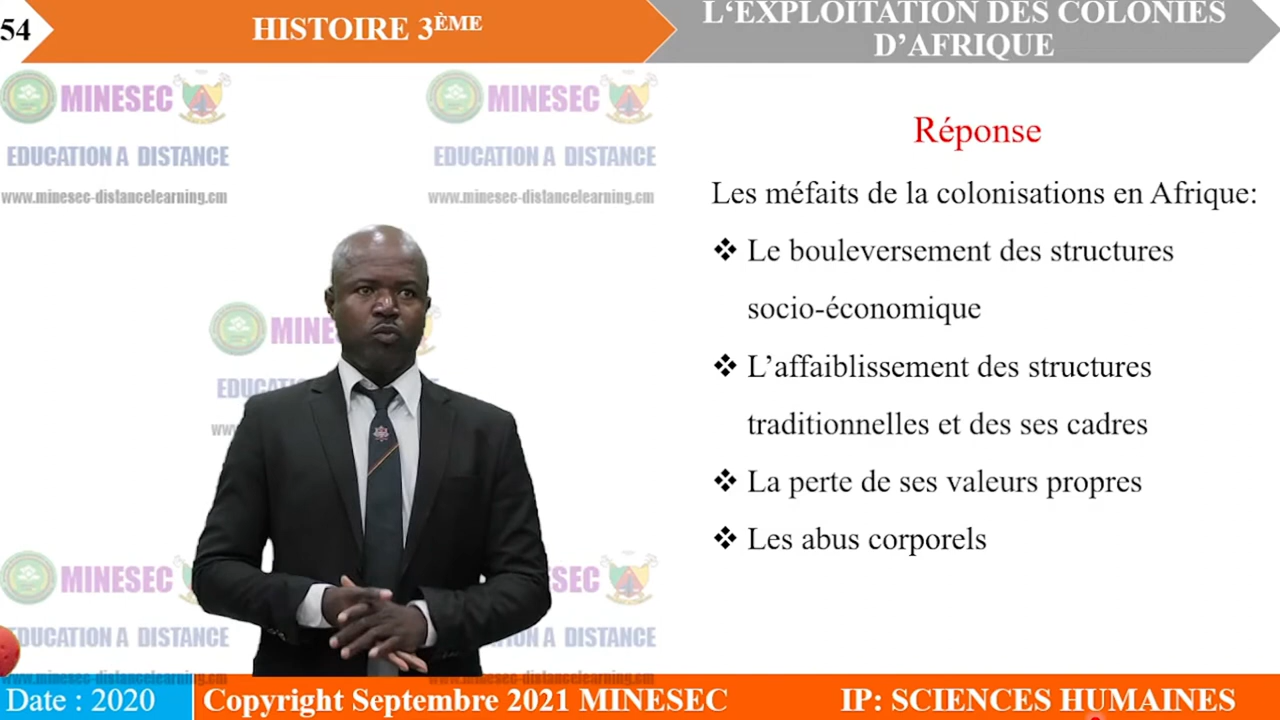 54
HISTOIRE 3ÈME
L‘EXPLOITATION DES COLONIES
D’AFRIQUE
MINESEC
MINESEC
EDUCATION A DISTANCE
EDUCATION A DISTANCE
www.minesec-distancelearning.cm
www.minesec-distancelearning.cm
Réponse
Les méfaits de la colonisations en Afrique:
❖ Le bouleversement des structures
socio-économique
❖ L’affaiblissement des structures
traditionnelles et des ses cadres
❖ La perte de ses valeurs propres
❖ Les abus corporels
MINESEC
EDUCATION A DISTANCE
www.minesec-distancelearning.cm
Date : 2020
Copyright Septembre 2021 MINESEC
IP: SCIENCES HUMAINES